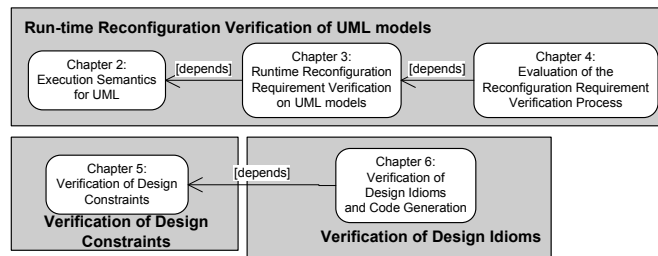 Run-time Reconfiguration Verification of UML models
Chapter 2:
Execution Semantics
for UML
[depends]
Chapter 3:
Runtime Reconfiguration
Requirement Verification
on UML models
[depends]
Chapter 4:
Evaluation of the
Reconfiguration Requirement
Verification Process
Chapter 5:
Verification of Design
Constraints
Verification of Design
Constraints
[depends]
Chapter 6:
Verification of
Design Idioms
and Code Generation
Verification of Design Idioms